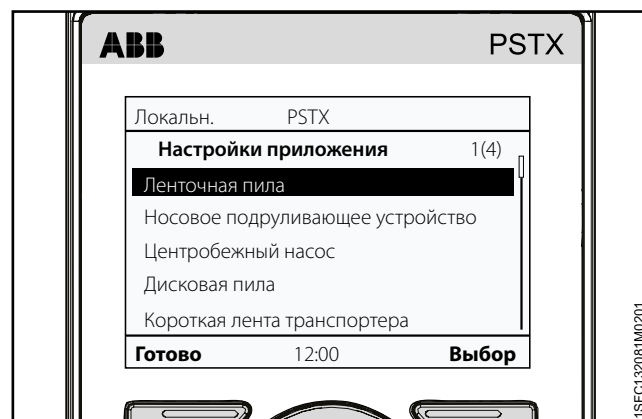 ABB PSTX
Локальн. PSTX
Настройки приложения 1(4)
Ленточная пила
Носовое подруливающее устройство
Центробежный насос
Дисковая пила
Короткая лента транспортера
Готово 12:00 Выбор
1SFC132081M0201